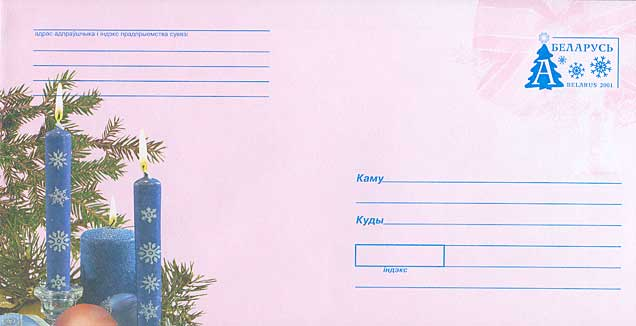 адрас адпраўшчыка і індэкс прадпрыемства сувязі
БЕЛАРУСЬ
А
BELARUS 2001
Каму
Куды
індэкс